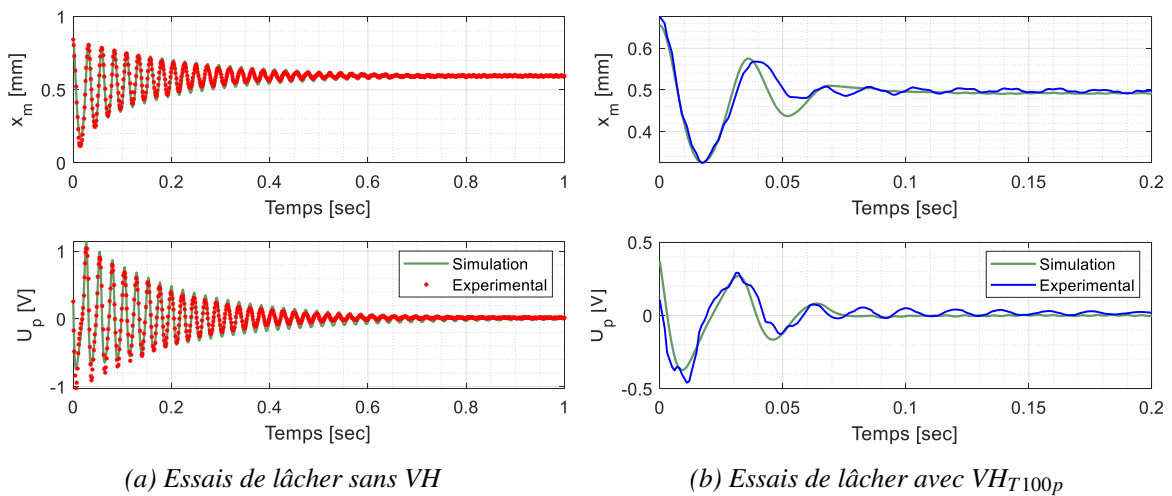 1
0.5
0
x_m [mm]
0
0.2
0.4
0.6
0.8
1
Temps [sec]
1
0
-1
U_p [V]
Simulation
Experimental
0
0.2
0.4
0.6
0.8
1
Temps [sec]
(a) Essais de lâcher sans VH
0.6
0.4
x_m [mm]
0
0.05
0.1
0.15
0.2
Temps [sec]
0.5
0
-0.5
U_p [V]
Simulation
Experimental
0
0.05
0.1
0.15
0.2
Temps [sec]
(b) Essais de lâcher avec VH_T100p